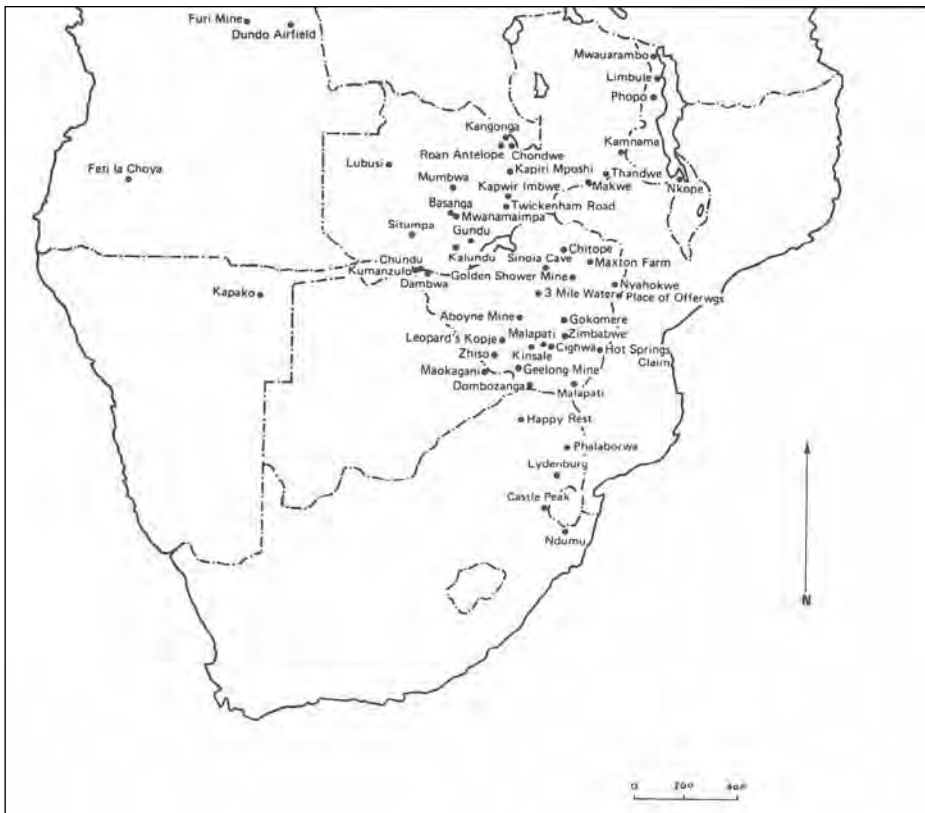 Furi Mine
Dundo Airfield
Mwauarambo
Limbule
Phopo
Kangonga
Roan Antelope
Chondwe
Kamnama
Lubusi
Kapiri Mposhi
Thandwe
Feti la Choya
Mumbwa
Makwe
Nkope
Kapwir Imbwe
Twickenham Road
Basanga
Mwanamaimpa
Situmpa
Gundu
Kalundu
Chitope
Sinoia Cave
Maxton Farm
Chundu
Kumanzulo
Golden Shower Mine
Dambwa
Nyahokwe
Kapako
3 Mile Water
Place of Offerwgs
Aboyne Mine
Gokomere
Leopard's Kopje
Malapati
Zimbabwe
Zhiso
Kinsale
Cighwa
Hot Springs
Claim
Maokagani
Geelong Mine
Dombozanga
Malapati
Happy Rest
Phalaborwa
Lydenburg
Castle Peak
Ndumu
N
0 200 400